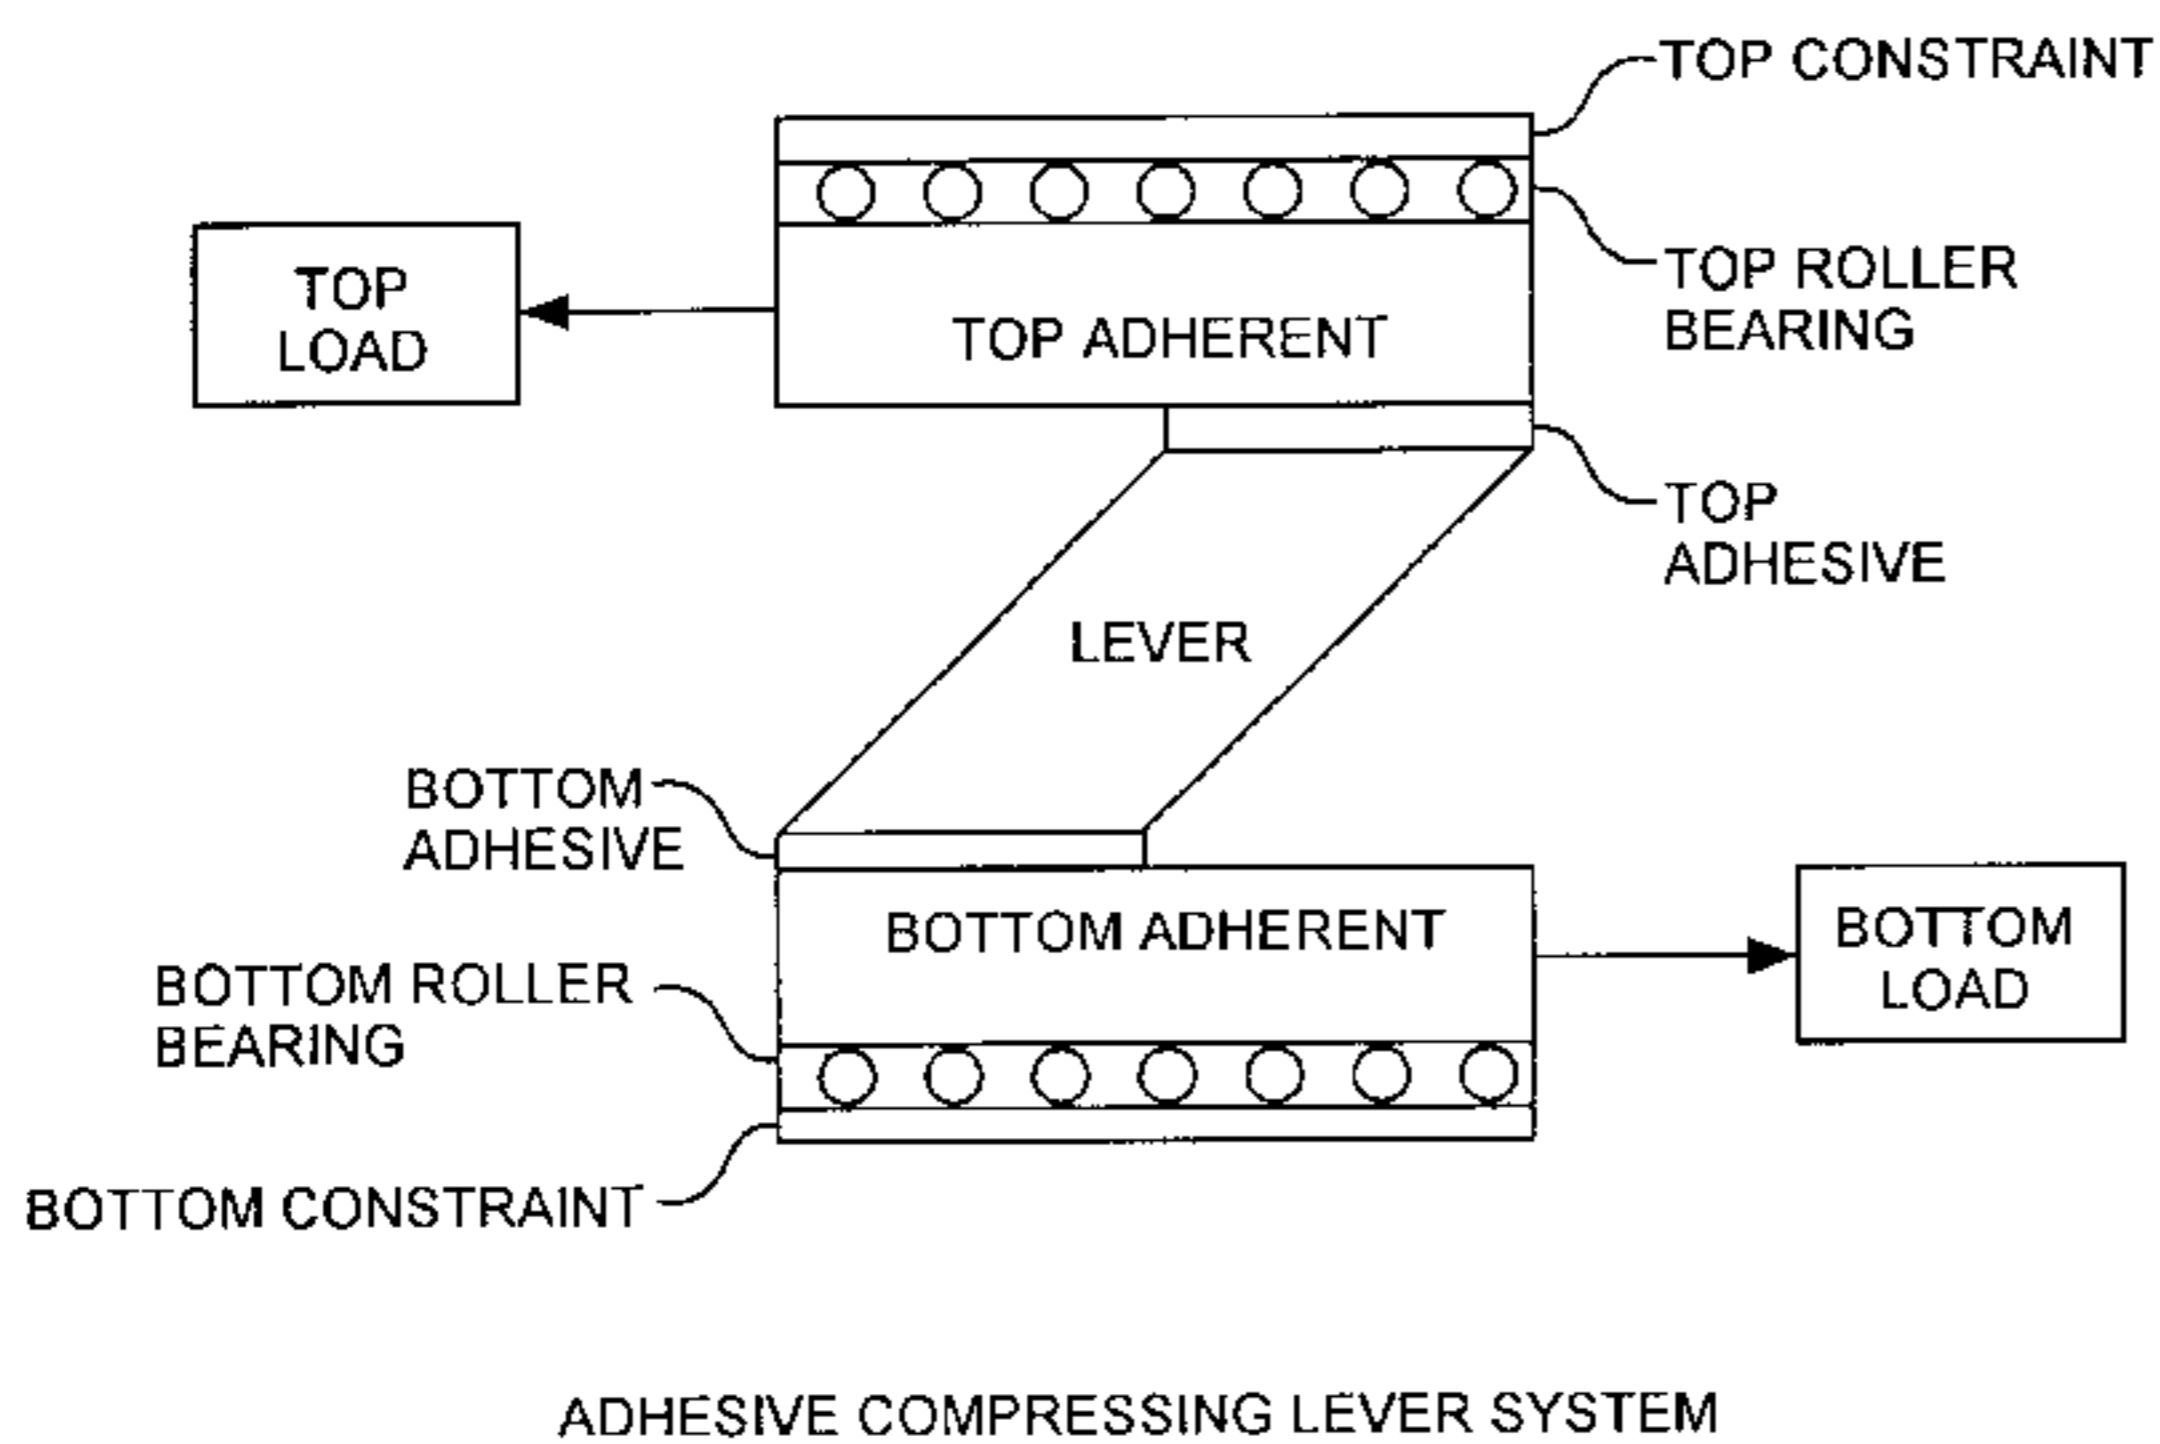 TOP CONSTRAINT
TOP
LOAD
TOP ROLLER
BEARING
TOP ADHERENT
TOP
ADHESIVE
LEVER
BOTTOM
ADHESIVE
BOTTOM ADHERENT
BOTTOM
LOAD
BOTTOM ROLLER
BEARING
BOTTOM CONSTRAINT
ADHESIVE COMPRESSING LEVER SYSTEM